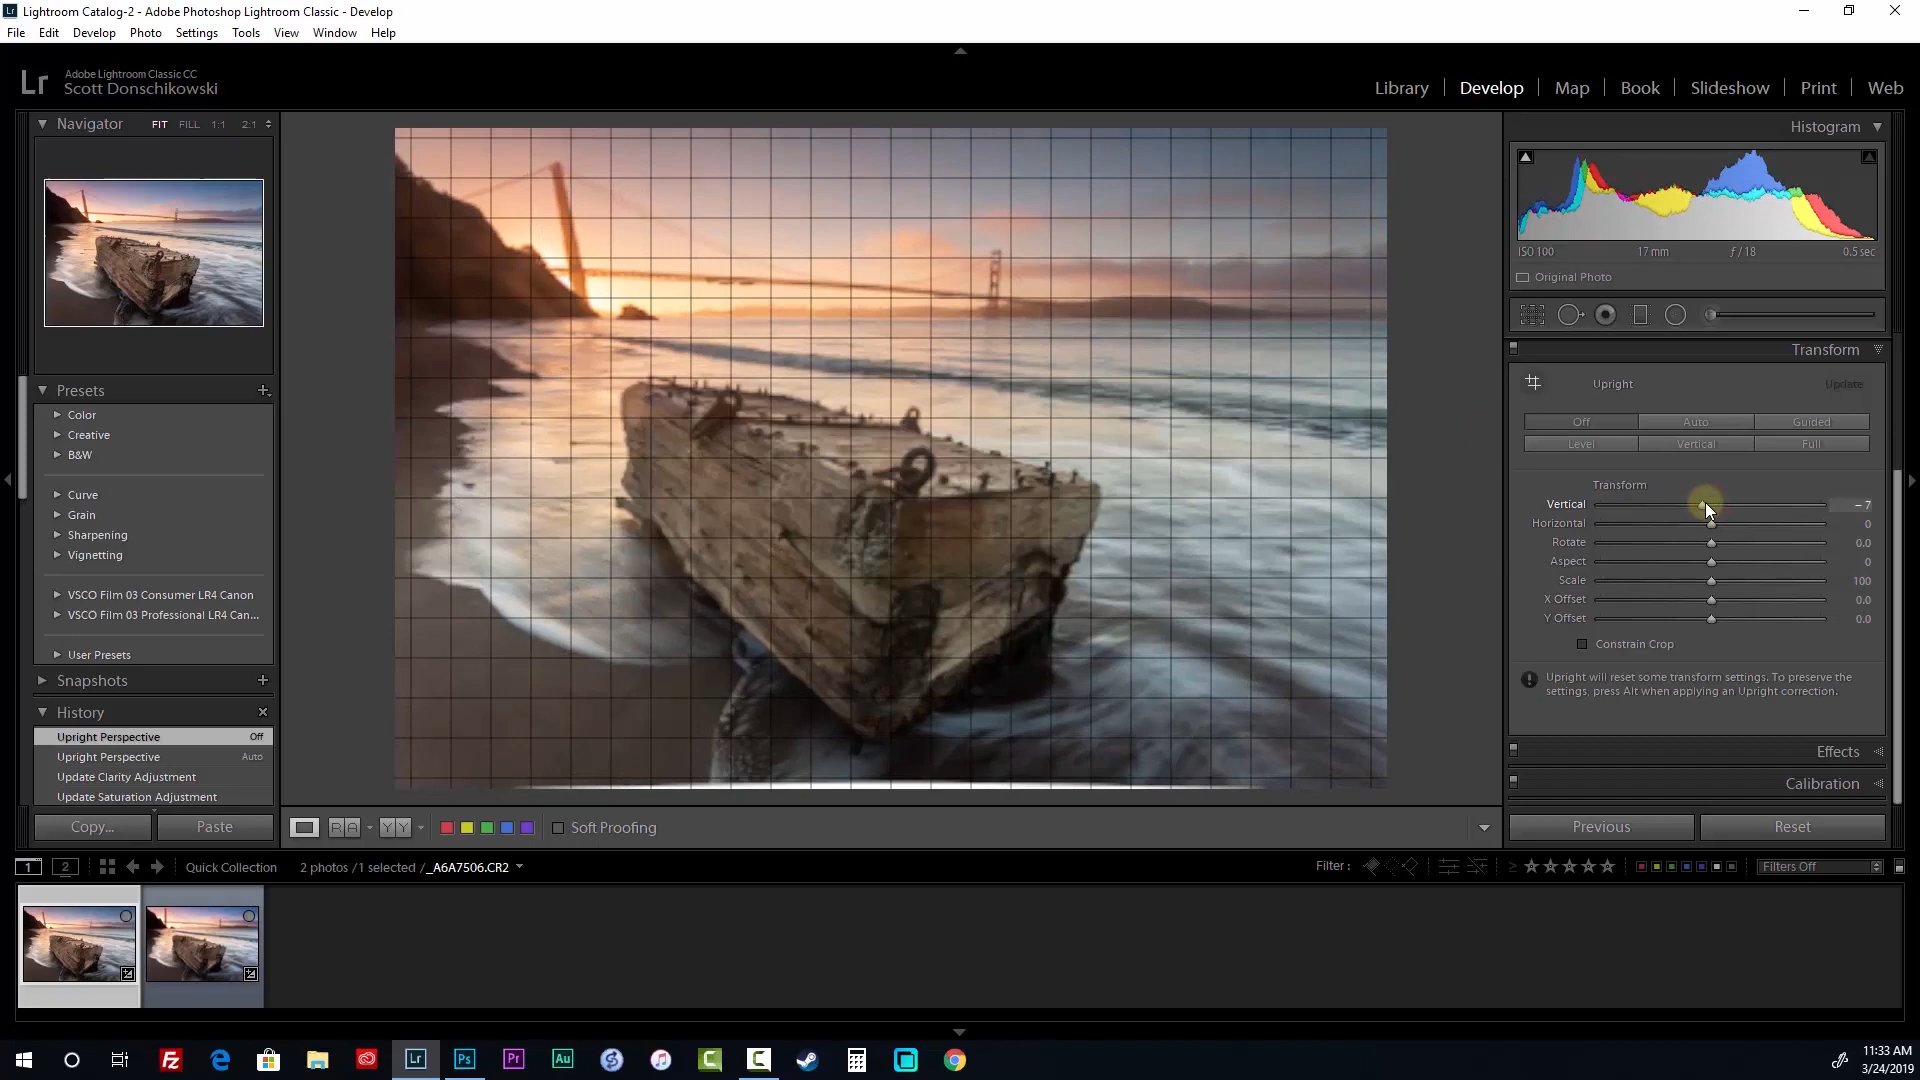 Lr Lightroom Catalog-2 - Adobe Photoshop Lightroom Classic - Develop
File Edit Develop Photo Settings Tools View Window Help
Lr Adobe Lightroom Classic CC
Scott Donschikowski
Library Develop Map Book Slideshow Print Web
Navigator FIT FILL 1:1 2:1
Presets
Color
Creative
B&W
Curve
Grain
Sharpening
Vignetting
VSCO Film 03 Consumer LR4 Canon
VSCO Film 03 Professional LR4 Can...
User Presets
Snapshots
History
Upright Perspective Off
Upright Perspective Auto
Update Clarity Adjustment
Update Saturation Adjustment
Copy... Paste
RA YY Soft Proofing
Histogram
ISO 100 17 mm ƒ / 18 0.5 sec
Original Photo
Transform
Upright Update
Off Auto Guided
Level Vertical Full
Transform
Vertical – 7
Horizontal 0
Rotate 0.0
Aspect 0
Scale 100
X Offset 0.0
Y Offset 0.0
Constrain Crop
Upright will reset some transform settings. To preserve the
settings, press Alt when applying an Upright correction.
Effects
Calibration
Previous Reset
1 2 Quick Collection 2 photos / 1 selected / _A6A7506.CR2 Filter : ≥ Filters Off
Fz Lr Ps Pr Au
11:33 AM
3/24/2019